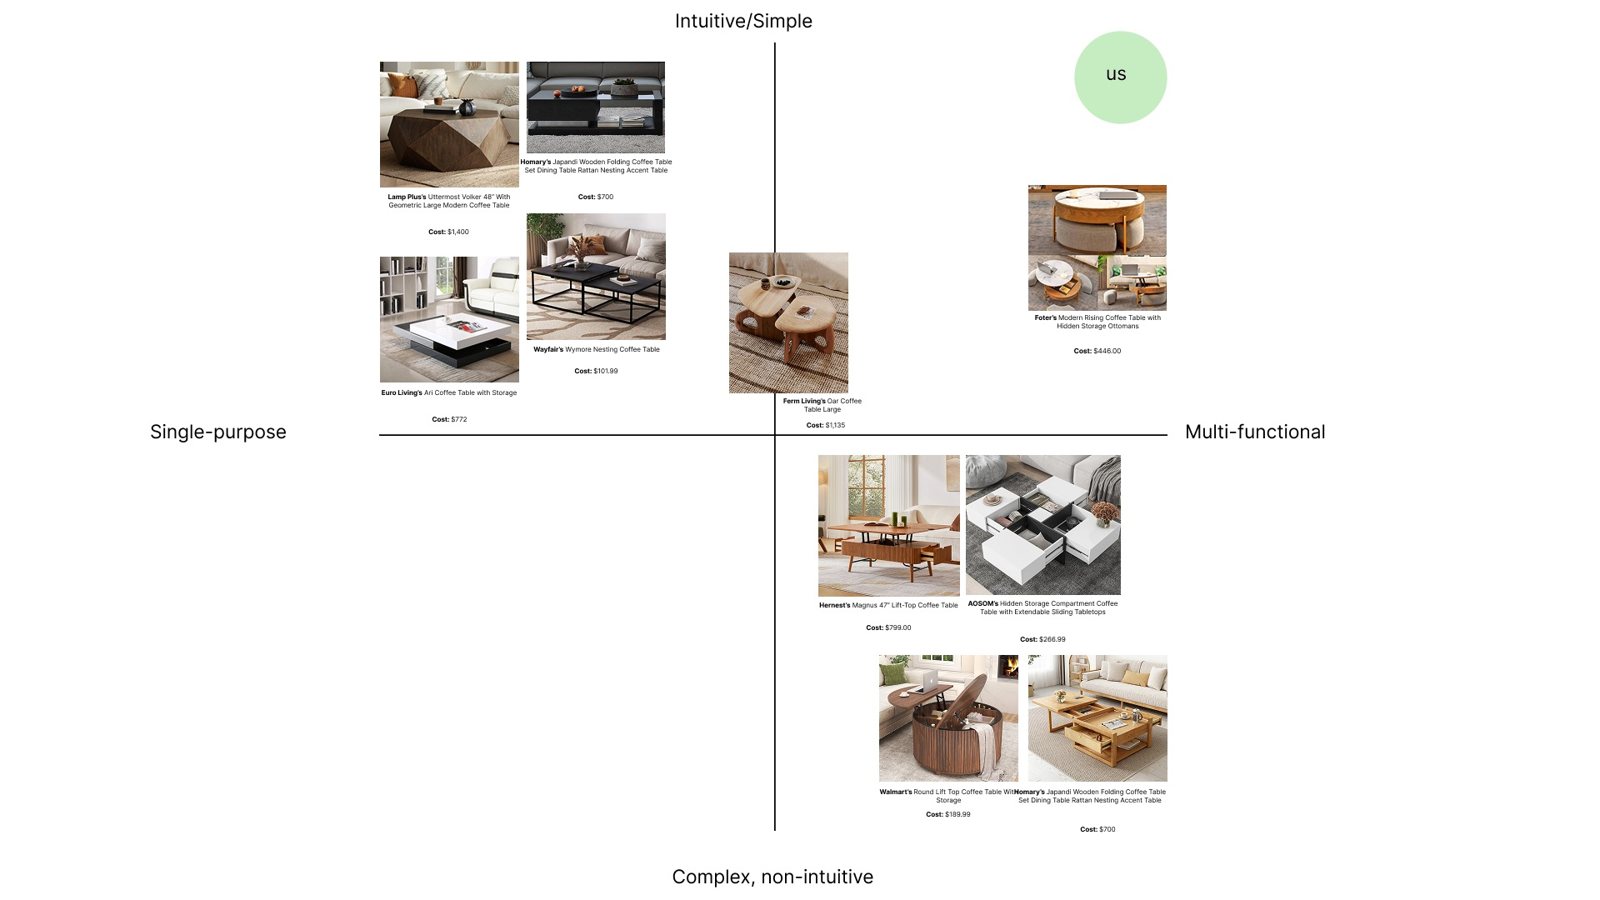 Intuitive/Simple
us
Lamp Plus's Uttermost Volker 48" With
Geometric Large Modern Coffee Table
Cost: $1,400
Homary's Japandi Wooden Folding Coffee Table
Set Dining Table Rattan Nesting Accent Table
Cost: $700
Euro Living's Ari Coffee Table with Storage
Cost: $772
Wayfair's Wymore Nesting Coffee Table
Cost: $101.99
Ferm Living's Oar Coffee
Table Large
Cost: $1,135
Foter's Modern Rising Coffee Table with
Hidden Storage Ottomans
Cost: $446.00
Single-purpose
Multi-functional
Hernest's Magnus 47" Lift-Top Coffee Table
Cost: $799.00
AOSOM's Hidden Storage Compartment Coffee
Table with Extendable Sliding Tabletops
Cost: $266.99
Walmart's Round Lift Top Coffee Table With
Storage
Cost: $189.99
Homary's Japandi Wooden Folding Coffee Table
Set Dining Table Rattan Nesting Accent Table
Cost: $700
Complex, non-intuitive